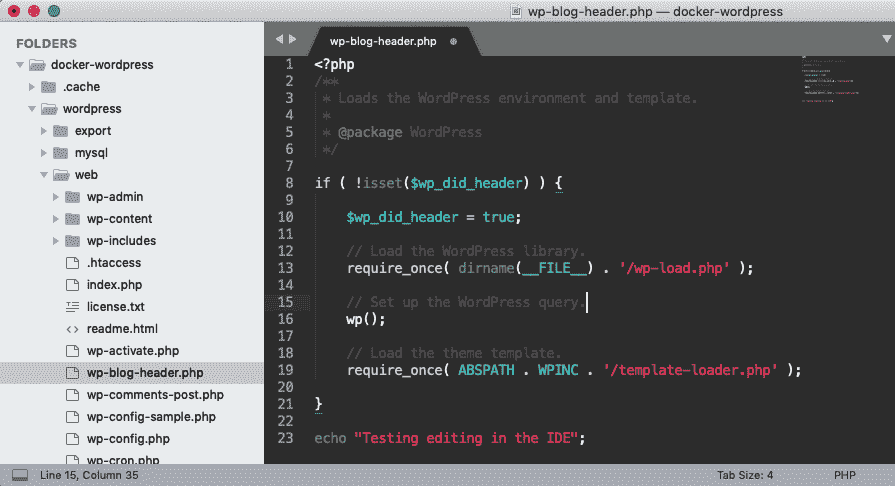 wp-blog-header.php — docker-wordpress
FOLDERS
docker-wordpress
.cache
wordpress
export
mysql
web
wp-admin
wp-content
wp-includes
.htaccess
index.php
license.txt
readme.html
wp-activate.php
wp-blog-header.php
wp-comments-post.php
wp-config-sample.php
wp-config.php
wp-cron.php
wp-blog-header.php
1 <?php
2 /**
3 * Loads the WordPress environment and template.
4 *
5 * @package WordPress
6 */
7
8 if ( !isset($wp_did_header) ) {
9
10 $wp_did_header = true;
11
12 // Load the WordPress library.
13 require_once( dirname(__FILE__) . '/wp-load.php' );
14
15 // Set up the WordPress query.
16 wp();
17
18 // Load the theme template.
19 require_once( ABSPATH . WPINC . '/template-loader.php' );
20
21 }
22
23 echo "Testing editing in the IDE";
Line 15, Column 35
Tab Size: 4
PHP